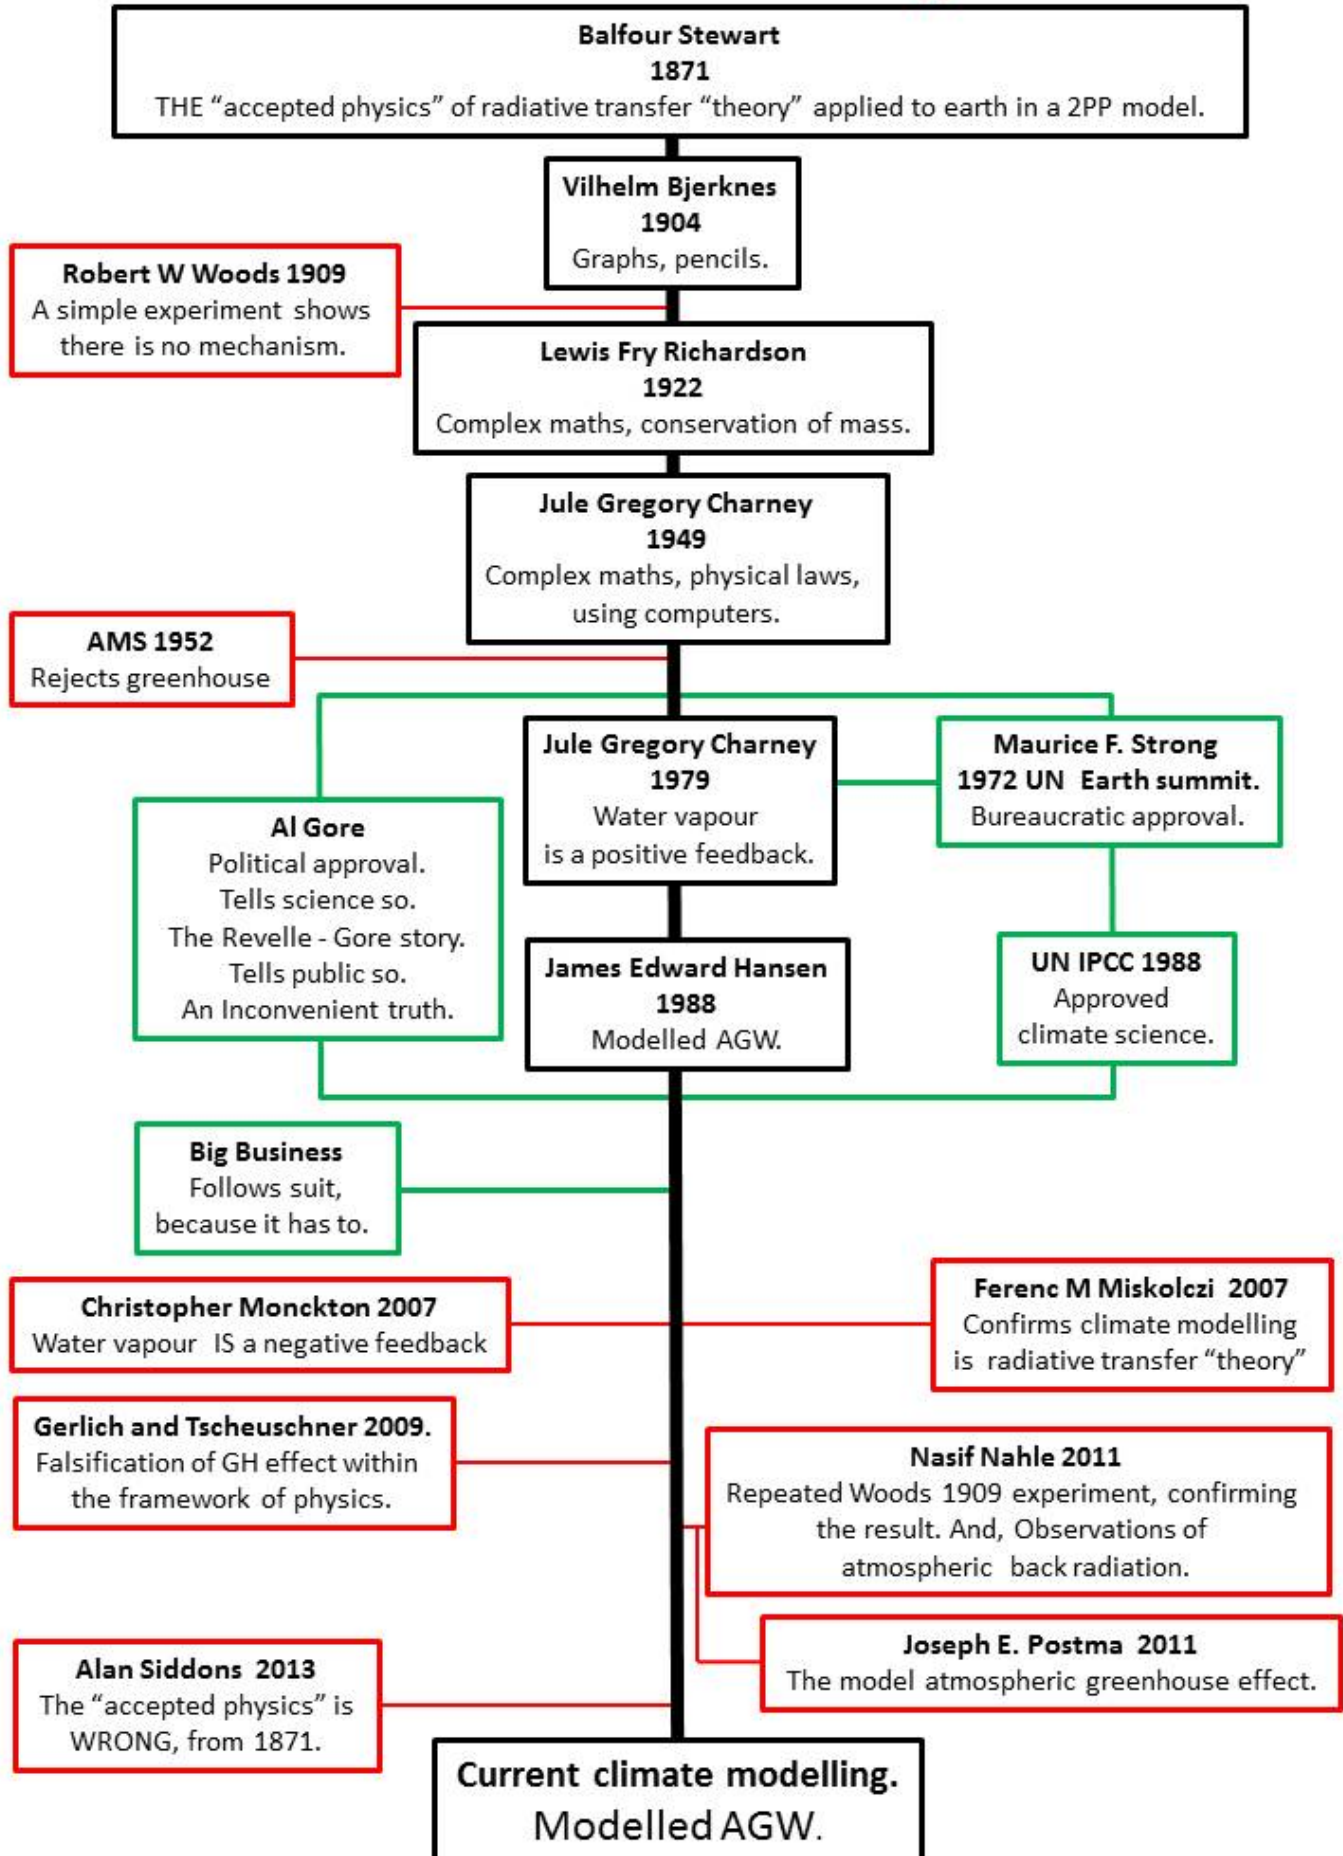 Balfour Stewart
1871
THE “accepted physics” of radiative transfer “theory” applied to earth in a 2PP model.
Vilhelm Bjerknes
1904
Graphs, pencils.
Robert W Woods 1909
A simple experiment shows
there is no mechanism.
Lewis Fry Richardson
1922
Complex maths, conservation of mass.
Jule Gregory Charney
1949
Complex maths, physical laws,
using computers.
AMS 1952
Rejects greenhouse
Jule Gregory Charney
1979
Water vapour
is a positive feedback.
Maurice F. Strong
1972 UN Earth summit.
Bureaucratic approval.
Al Gore
Political approval.
Tells science so.
The Revelle - Gore story.
Tells public so.
An Inconvenient truth.
James Edward Hansen
1988
Modelled AGW.
UN IPCC 1988
Approved
climate science.
Big Business
Follows suit,
because it has to.
Christopher Monckton 2007
Water vapour IS a negative feedback
Ferenc M Miskolczi 2007
Confirms climate modelling
is radiative transfer “theory”
Gerlich and Tscheuschner 2009.
Falsification of GH effect within
the framework of physics.
Nasif Nahle 2011
Repeated Woods 1909 experiment, confirming
the result. And, Observations of
atmospheric back radiation.
Joseph E. Postma 2011
The model atmospheric greenhouse effect.
Alan Siddons 2013
The “accepted physics” is
WRONG, from 1871.
Current climate modelling.
Modelled AGW.